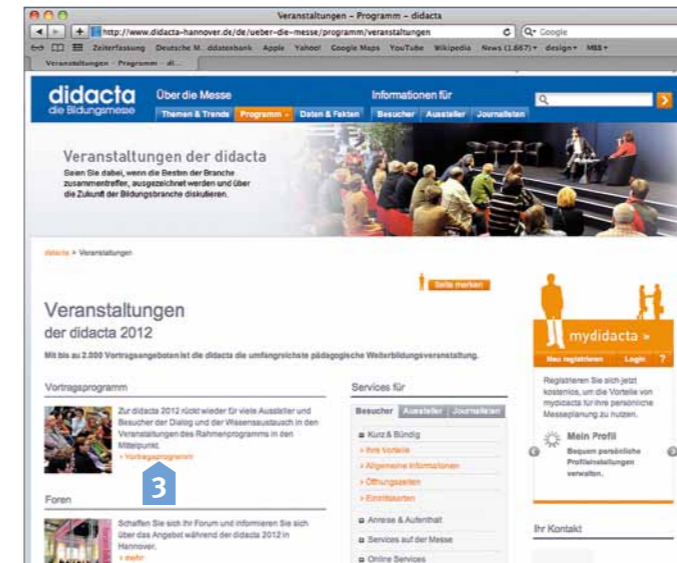 Veranstaltungen – Programm – didacta
http://www.didacta-hannover.de/de/ueber-die-messe/programm/veranstaltungen
Google
Zeiterfassung Deutsche M...ddatenbank Apple Yahoo! Google Maps YouTube Wikipedia News (1.667) design MBB
Veranstaltungen – Programm – di...
didacta
die Bildungsmesse
Über die Messe
Informationen für
Themen & Trends Programm Daten & Fakten Besucher Aussteller Journalisten
Veranstaltungen der didacta
Seien Sie dabei, wenn die Besten der Branche
zusammentreffen, ausgezeichnet werden und über
die Zukunft der Bildungsbranche diskutieren.
didacta > Veranstaltungen
Seite merken
Veranstaltungen
der didacta 2012
Mit bis zu 2.000 Vortragsangeboten ist die didacta die umfangreichste pädagogische Weiterbildungsveranstaltung.
Vortragsprogramm
Zur didacta 2012 rückt wieder für viele Aussteller und
Besucher der Dialog und der Wissensaustausch in den
Veranstaltungen des Rahmenprogramms in den
Mittelpunkt.
> Vortragsprogramm
3
Foren
Schaffen Sie sich Ihr Forum und informieren Sie sich
über das Angebot während der didacta 2012 in
Hannover.
> mehr
Services für
Besucher Aussteller Journalisten
Kurz & Bündig
> Ihre Vorteile
> Allgemeine Informationen
> Öffnungszeiten
> Eintrittskarten
Anreise & Aufenthalt
Services auf der Messe
Online Services
mydidacta »
Neu registrieren Login ?
Registrieren Sie sich jetzt
kostenlos, um die Vorteile von
mydidacta für Ihre persönliche
Messeplanung zu nutzen.
Mein Profil
Bequem persönliche
Profileinstellungen
verwalten.
Ihr Kontakt